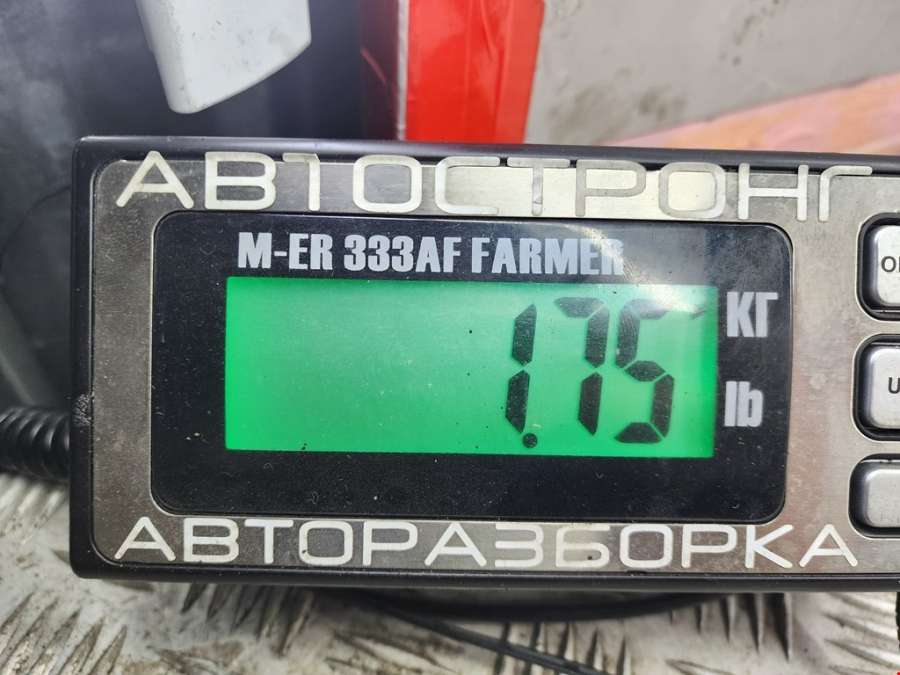 АВТОСТРОНГ
M-ER 333AF FARMER
1.75
КГ
lb
АВТОРАЗБОРКА